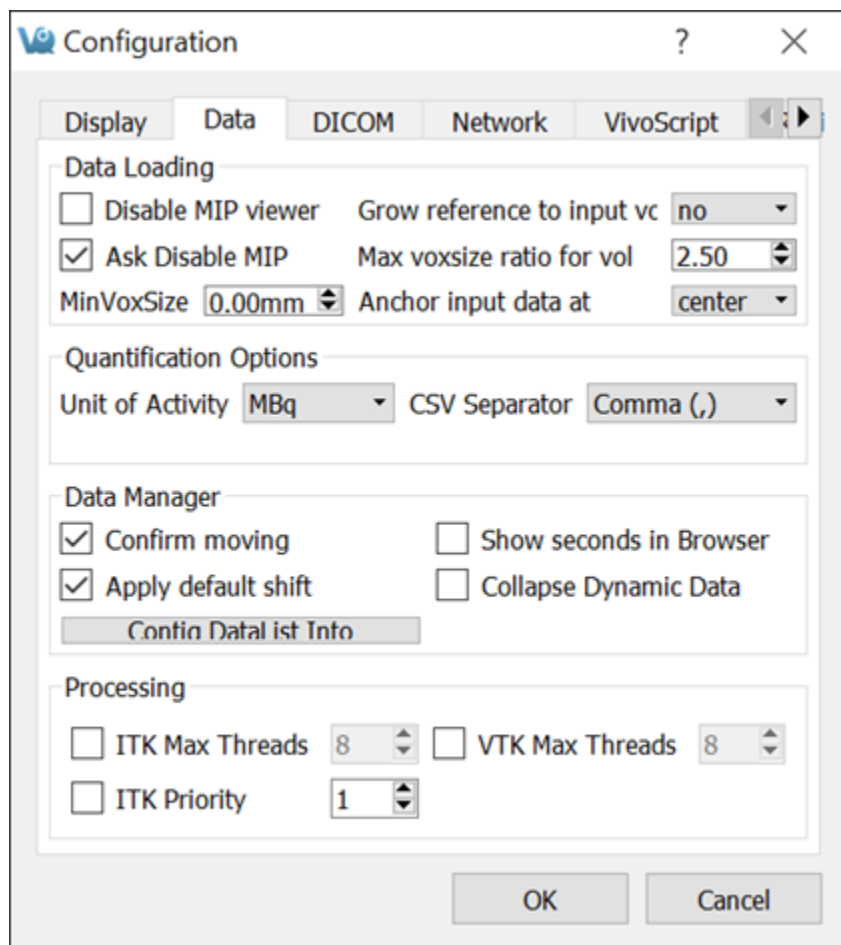 Configuration
Display Data DICOM Network VivoScript
Data Loading
Disable MIP viewer Grow reference to input vc no
Ask Disable MIP Max voxsize ratio for vol 2.50
MinVoxSize 0.00mm Anchor input data at center
Quantification Options
Unit of Activity MBq CSV Separator Comma (,)
Data Manager
Confirm moving Show seconds in Browser
Apply default shift Collapse Dynamic Data
Config DataList Info
Processing
ITK Max Threads 8 VTK Max Threads 8
ITK Priority 1
OK Cancel